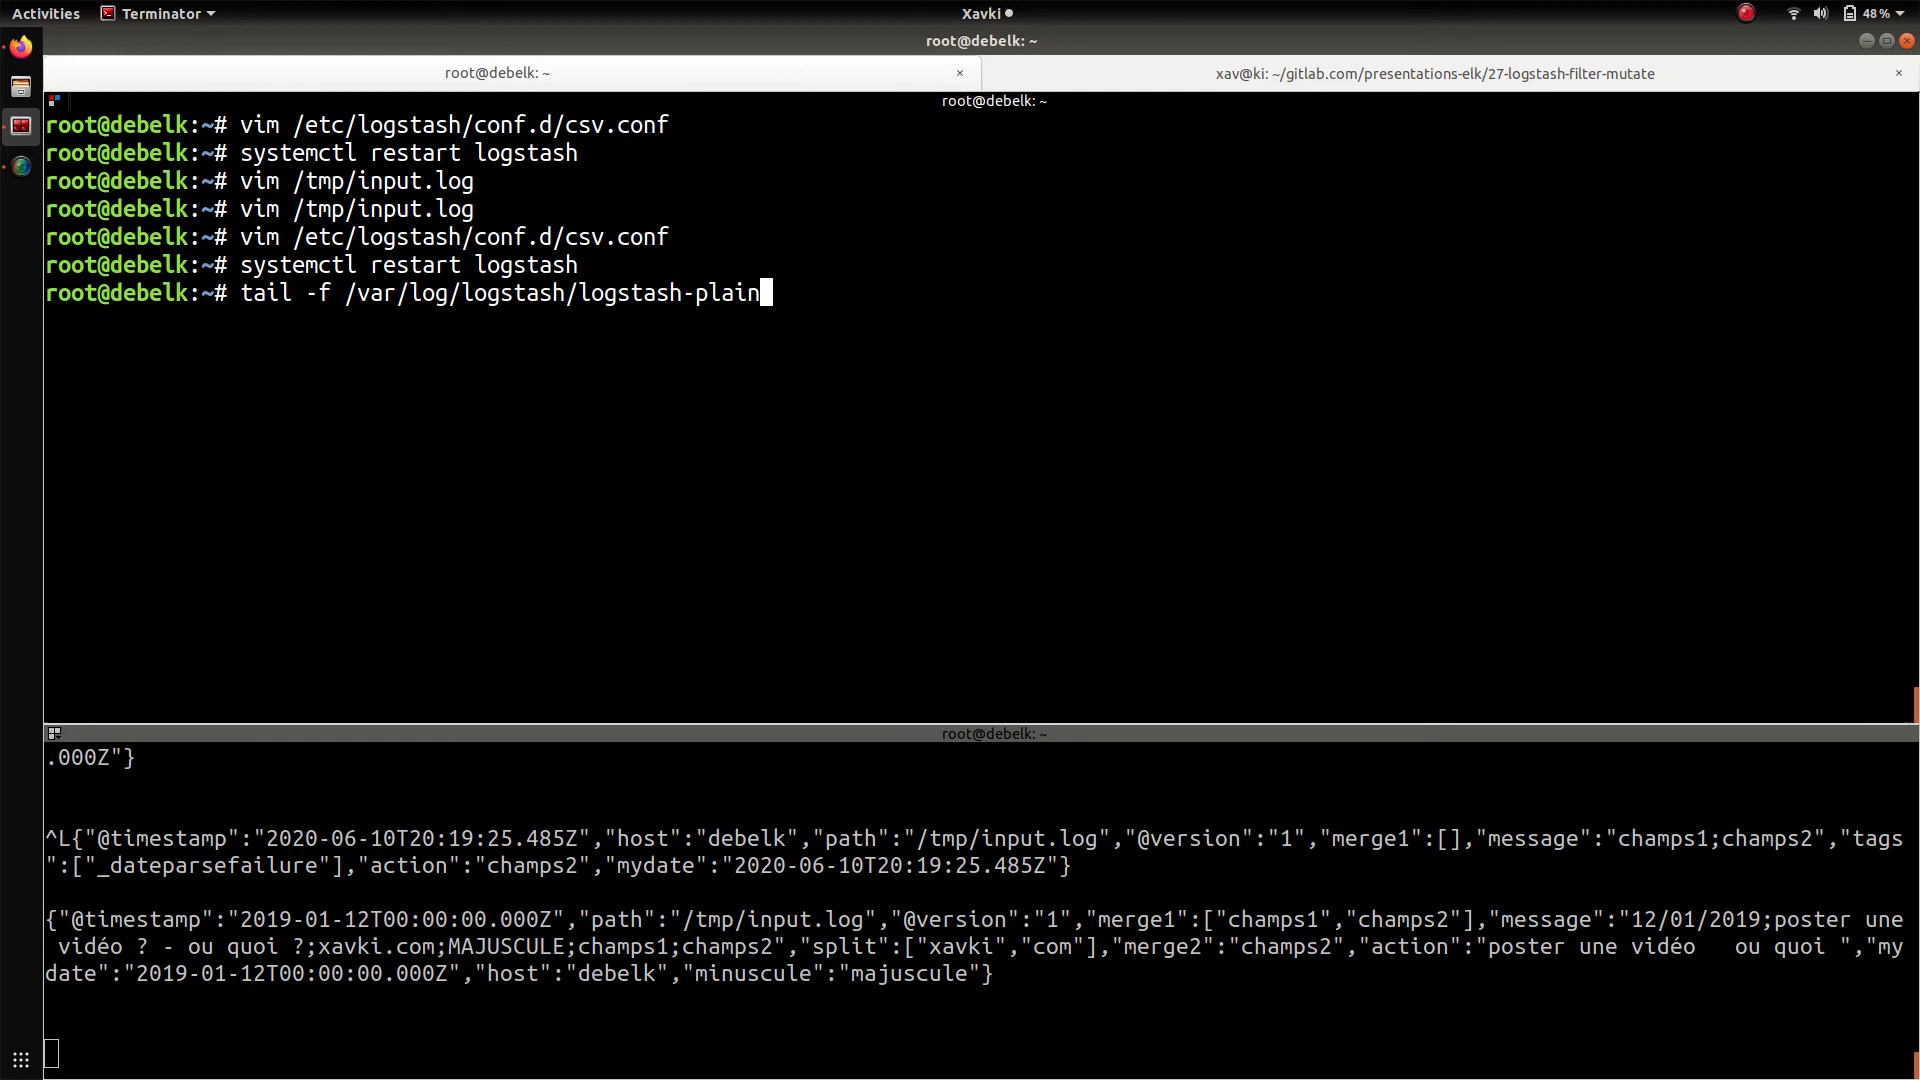 Activities Terminator Xavki 48 %
root@debelk: ~
root@debelk: ~ × xav@ki: ~/gitlab.com/presentations-elk/27-logstash-filter-mutate ×
root@debelk: ~
root@debelk:~# vim /etc/logstash/conf.d/csv.conf
root@debelk:~# systemctl restart logstash
root@debelk:~# vim /tmp/input.log
root@debelk:~# vim /tmp/input.log
root@debelk:~# vim /etc/logstash/conf.d/csv.conf
root@debelk:~# systemctl restart logstash
root@debelk:~# tail -f /var/log/logstash/logstash-plain
root@debelk: ~
.000Z"}
^L{"@timestamp":"2020-06-10T20:19:25.485Z","host":"debelk","path":"/tmp/input.log","@version":"1","merge1":[],"message":"champs1;champs2","tags
":["_dateparsefailure"],"action":"champs2","mydate":"2020-06-10T20:19:25.485Z"}
{"@timestamp":"2019-01-12T00:00:00.000Z","path":"/tmp/input.log","@version":"1","merge1":["champs1","champs2"],"message":"12/01/2019;poster une
vidéo ? - ou quoi ?;xavki.com;MAJUSCULE;champs1;champs2","split":["xavki","com"],"merge2":"champs2","action":"poster une vidéo   ou quoi ","my
date":"2019-01-12T00:00:00.000Z","host":"debelk","minuscule":"majuscule"}